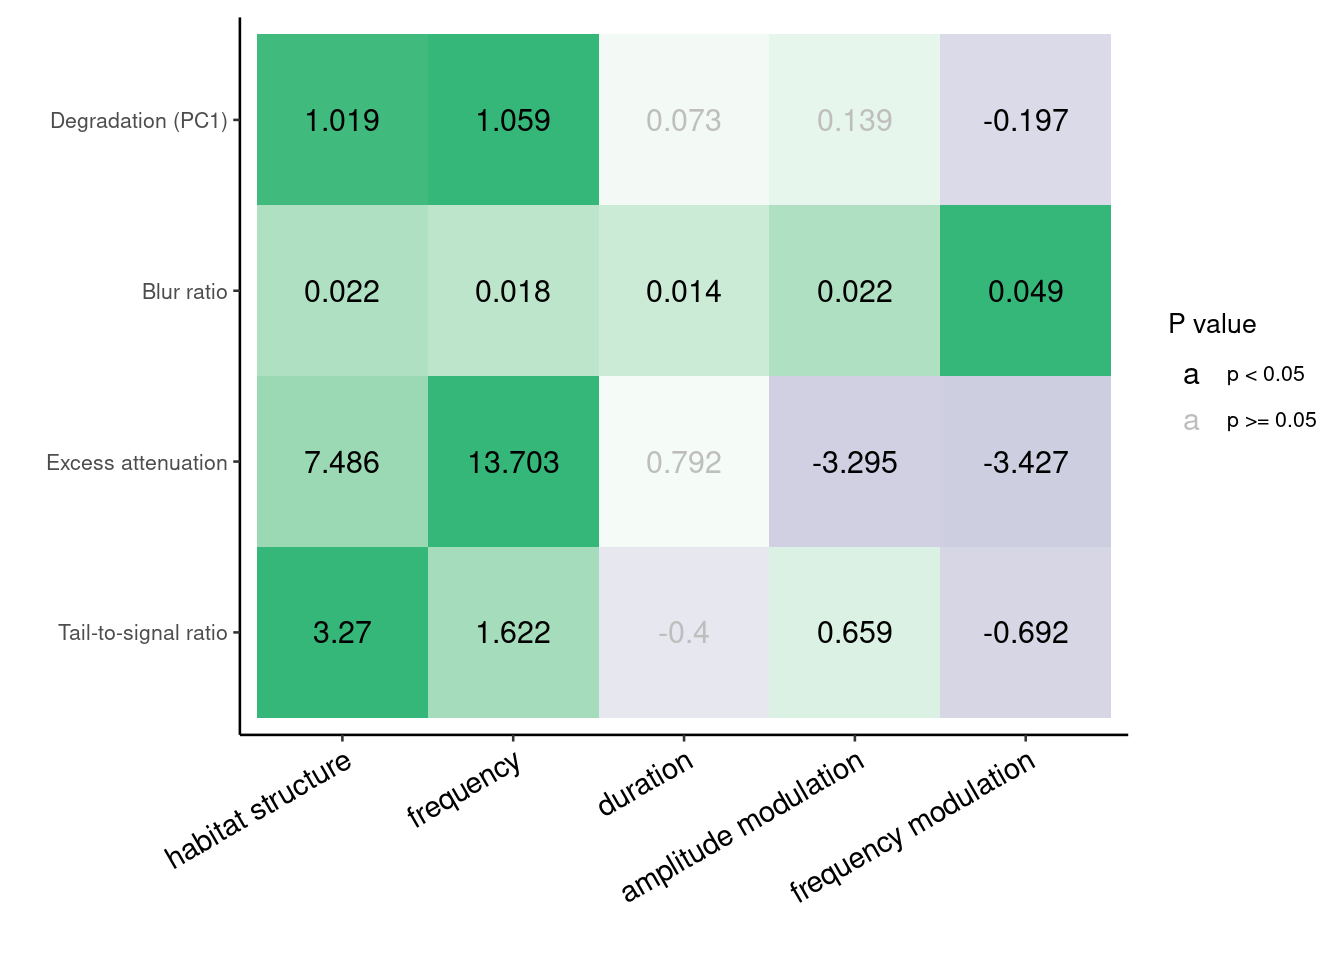 Degradation (PC1) 1.019 1.059 0.073 0.139 -0.197
Blur ratio 0.022 0.018 0.014 0.022 0.049
Excess attenuation 7.486 13.703 0.792 -3.295 -3.427
Tail-to-signal ratio 3.27 1.622 -0.4 0.659 -0.692
habitat structure
frequency
duration
amplitude modulation
frequency modulation
P value
a p < 0.05
a p >= 0.05